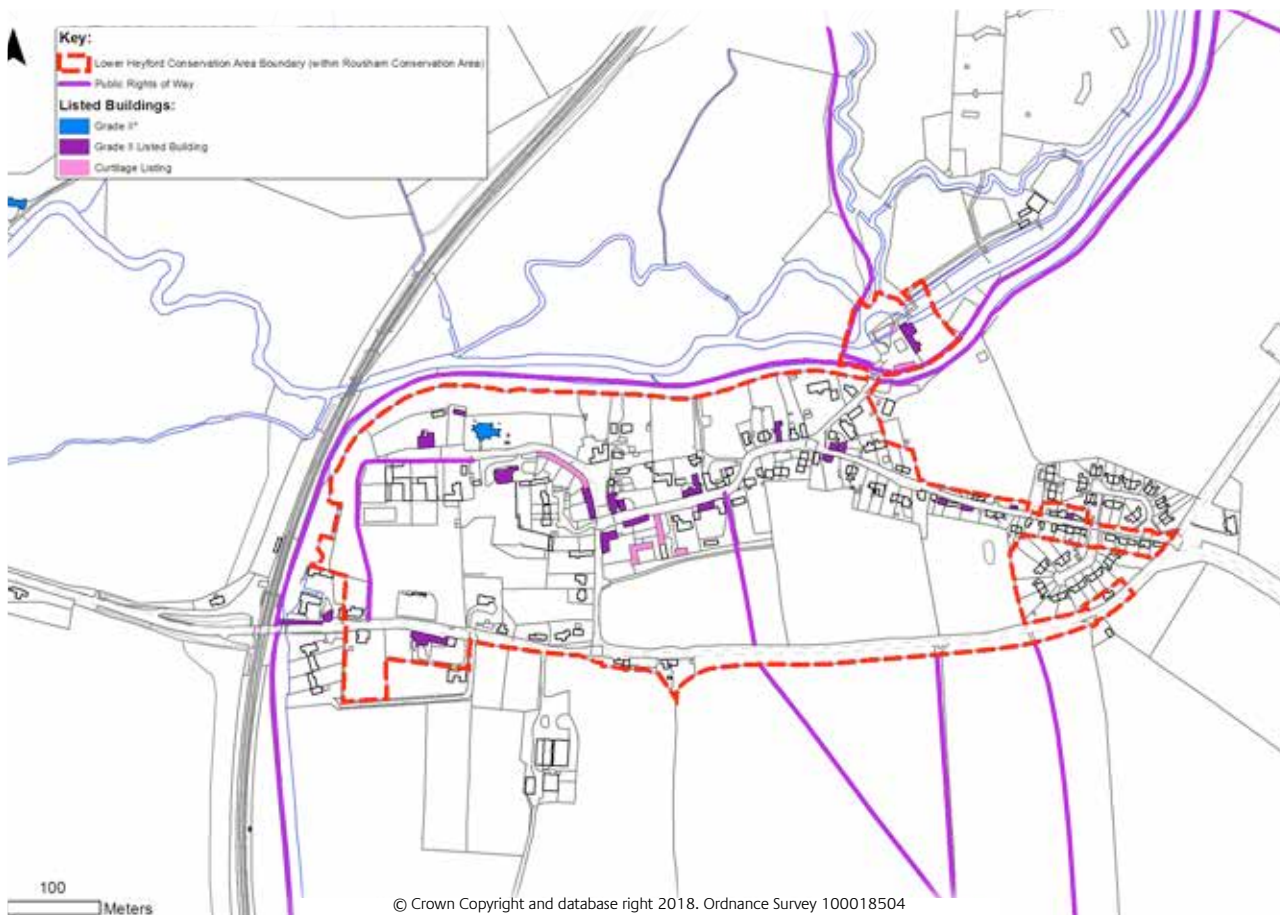 Key:
Lower Heyford Conservation Area Boundary (within Rousham Conservation Area)
Public Rights of Way
Listed Buildings:
Grade II*
Grade II Listed Building
Curtilage Listing
100
Meters
© Crown Copyright and database right 2018. Ordnance Survey 100018504